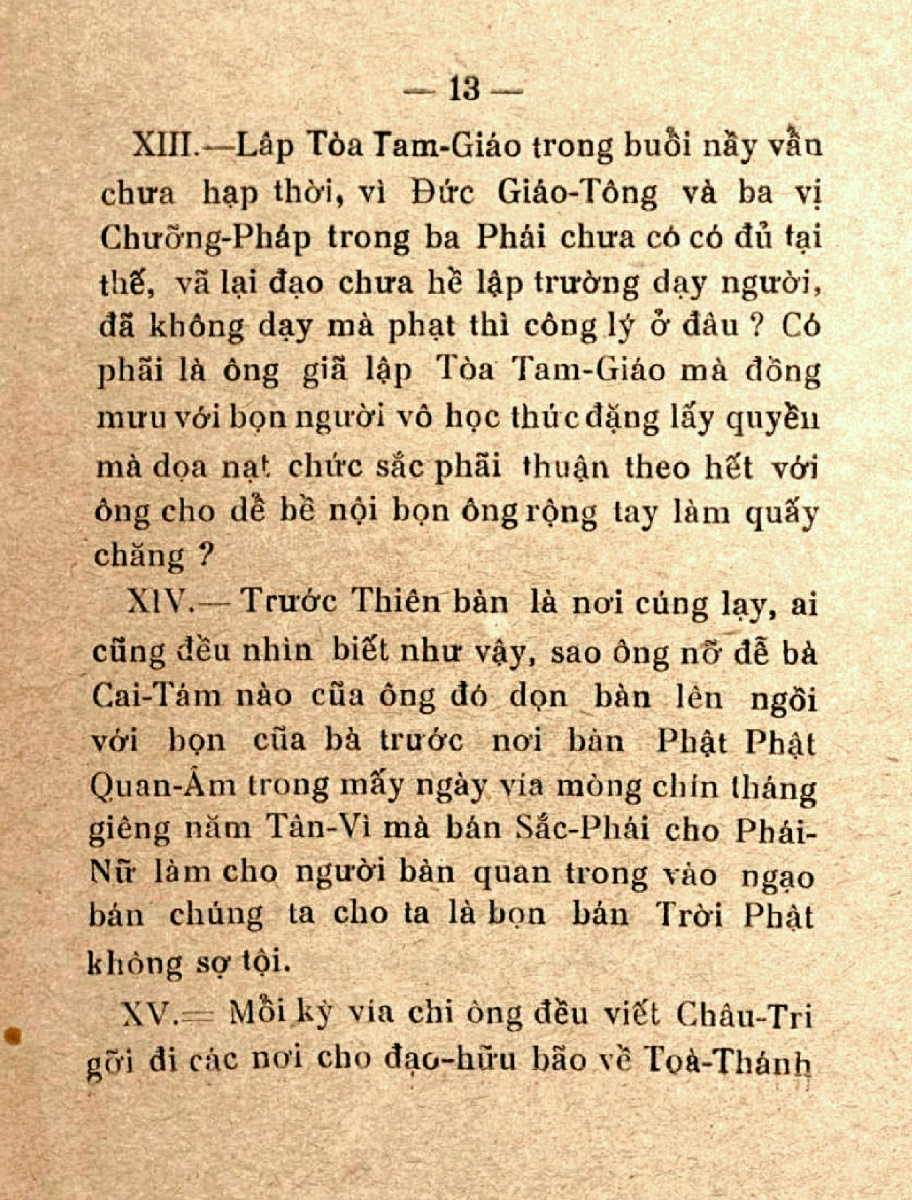 — 13 —
XIII.—Lâp Tòa Tam-Giáo trong buỗi nầy vẫn
chưa hạp thời, vì Đức Giáo-Tông và ba vị
Chưỡng-Pháp trong ba Phái chưa có có đủ tại
thế, vã lại đạo chưa hề lập trường dạy người,
đã không dạy mà phạt thì công lý ở đâu ? Có
phãi là ông giã lập Tòa Tam-Giáo mà đồng
mưu với bọn người vô học thức đặng lấy quyền
mà dọa nạt chức sắc phãi thuận theo hết với
ông cho dể bề nội bọn ông rộng tay làm quấy
chăng ?
XIV.— Trước Thiên bàn là nơi cúng lạy, ai
cũng đều nhìn biết như vậy, sao ông nỡ đễ bà
Cai-Tám nào cũa ông đó dọn bàn lên ngồi
với bọn cũa bà trước nơi bàn Phật Phật
Quan-Âm trong mấy ngày vía mòng chín tháng
giêng năm Tân-Vì mà bán Sắc-Phái cho Phái-
Nữ làm cho người bàn quan trong vào ngạo
bán chúng ta cho ta là bọn bán Trời Phật
không sợ tội.
XV.= Mỗi kỳ vía chi ông đều viết Châu-Tri
gỡi đi các nơi cho đạo-hữu bão về Toà-Thánh